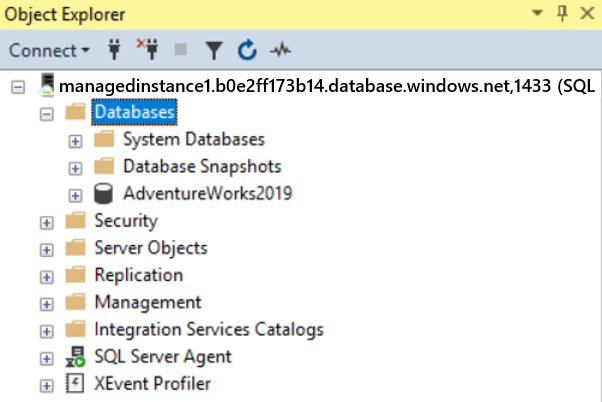 Object Explorer
Connect
managedinstance1.b0e2ff173b14.database.windows.net,1433 (SQL
Databases
System Databases
Database Snapshots
AdventureWorks2019
Security
Server Objects
Replication
Management
Integration Services Catalogs
SQL Server Agent
XEvent Profiler